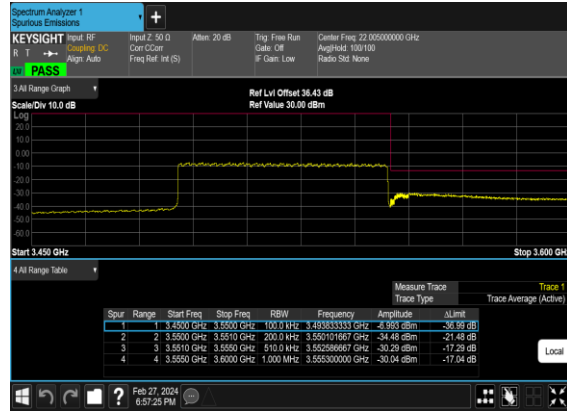 Spectrum Analyzer 1
Spurious Emissions
KEYSIGHT Input: RF Input Z: 50 Ω Atten: 20 dB Trig: Free Run Center Freq: 22.005000000 GHz
R T Coupling: DC Corr CCorr Gate: Off Avg|Hold: 100/100
Align: Auto Freq Ref: Int (S) IF Gain: Low Radio Std: None
PASS
3 All Range Graph
Ref Lvl Offset 36.43 dB
Scale/Div 10.0 dB Ref Value 30.00 dBm
Log
20.0
10.0
0.00
-10.0
-20.0
-30.0
-40.0
-50.0
-60.0
Start 3.450 GHz Stop 3.600 GH
4 All Range Table
Measure Trace Trace 1
Trace Type Trace Average (Active)
Spur Range Start Freq Stop Freq RBW Frequency Amplitude ΔLimit
1 1 3.4500 GHz 3.5500 GHz 100.0 kHz 3.493833333 GHz -6.993 dBm -36.99 dB
2 2 3.5500 GHz 3.5510 GHz 200.0 kHz 3.550101667 GHz -34.48 dBm -21.48 dB
3 3 3.5510 GHz 3.5550 GHz 510.0 kHz 3.552586667 GHz -30.29 dBm -17.29 dB
4 4 3.5550 GHz 3.6000 GHz 1.000 MHz 3.555300000 GHz -30.04 dBm -17.04 dB
Local
? Feb 27, 2024
6:57:25 PM